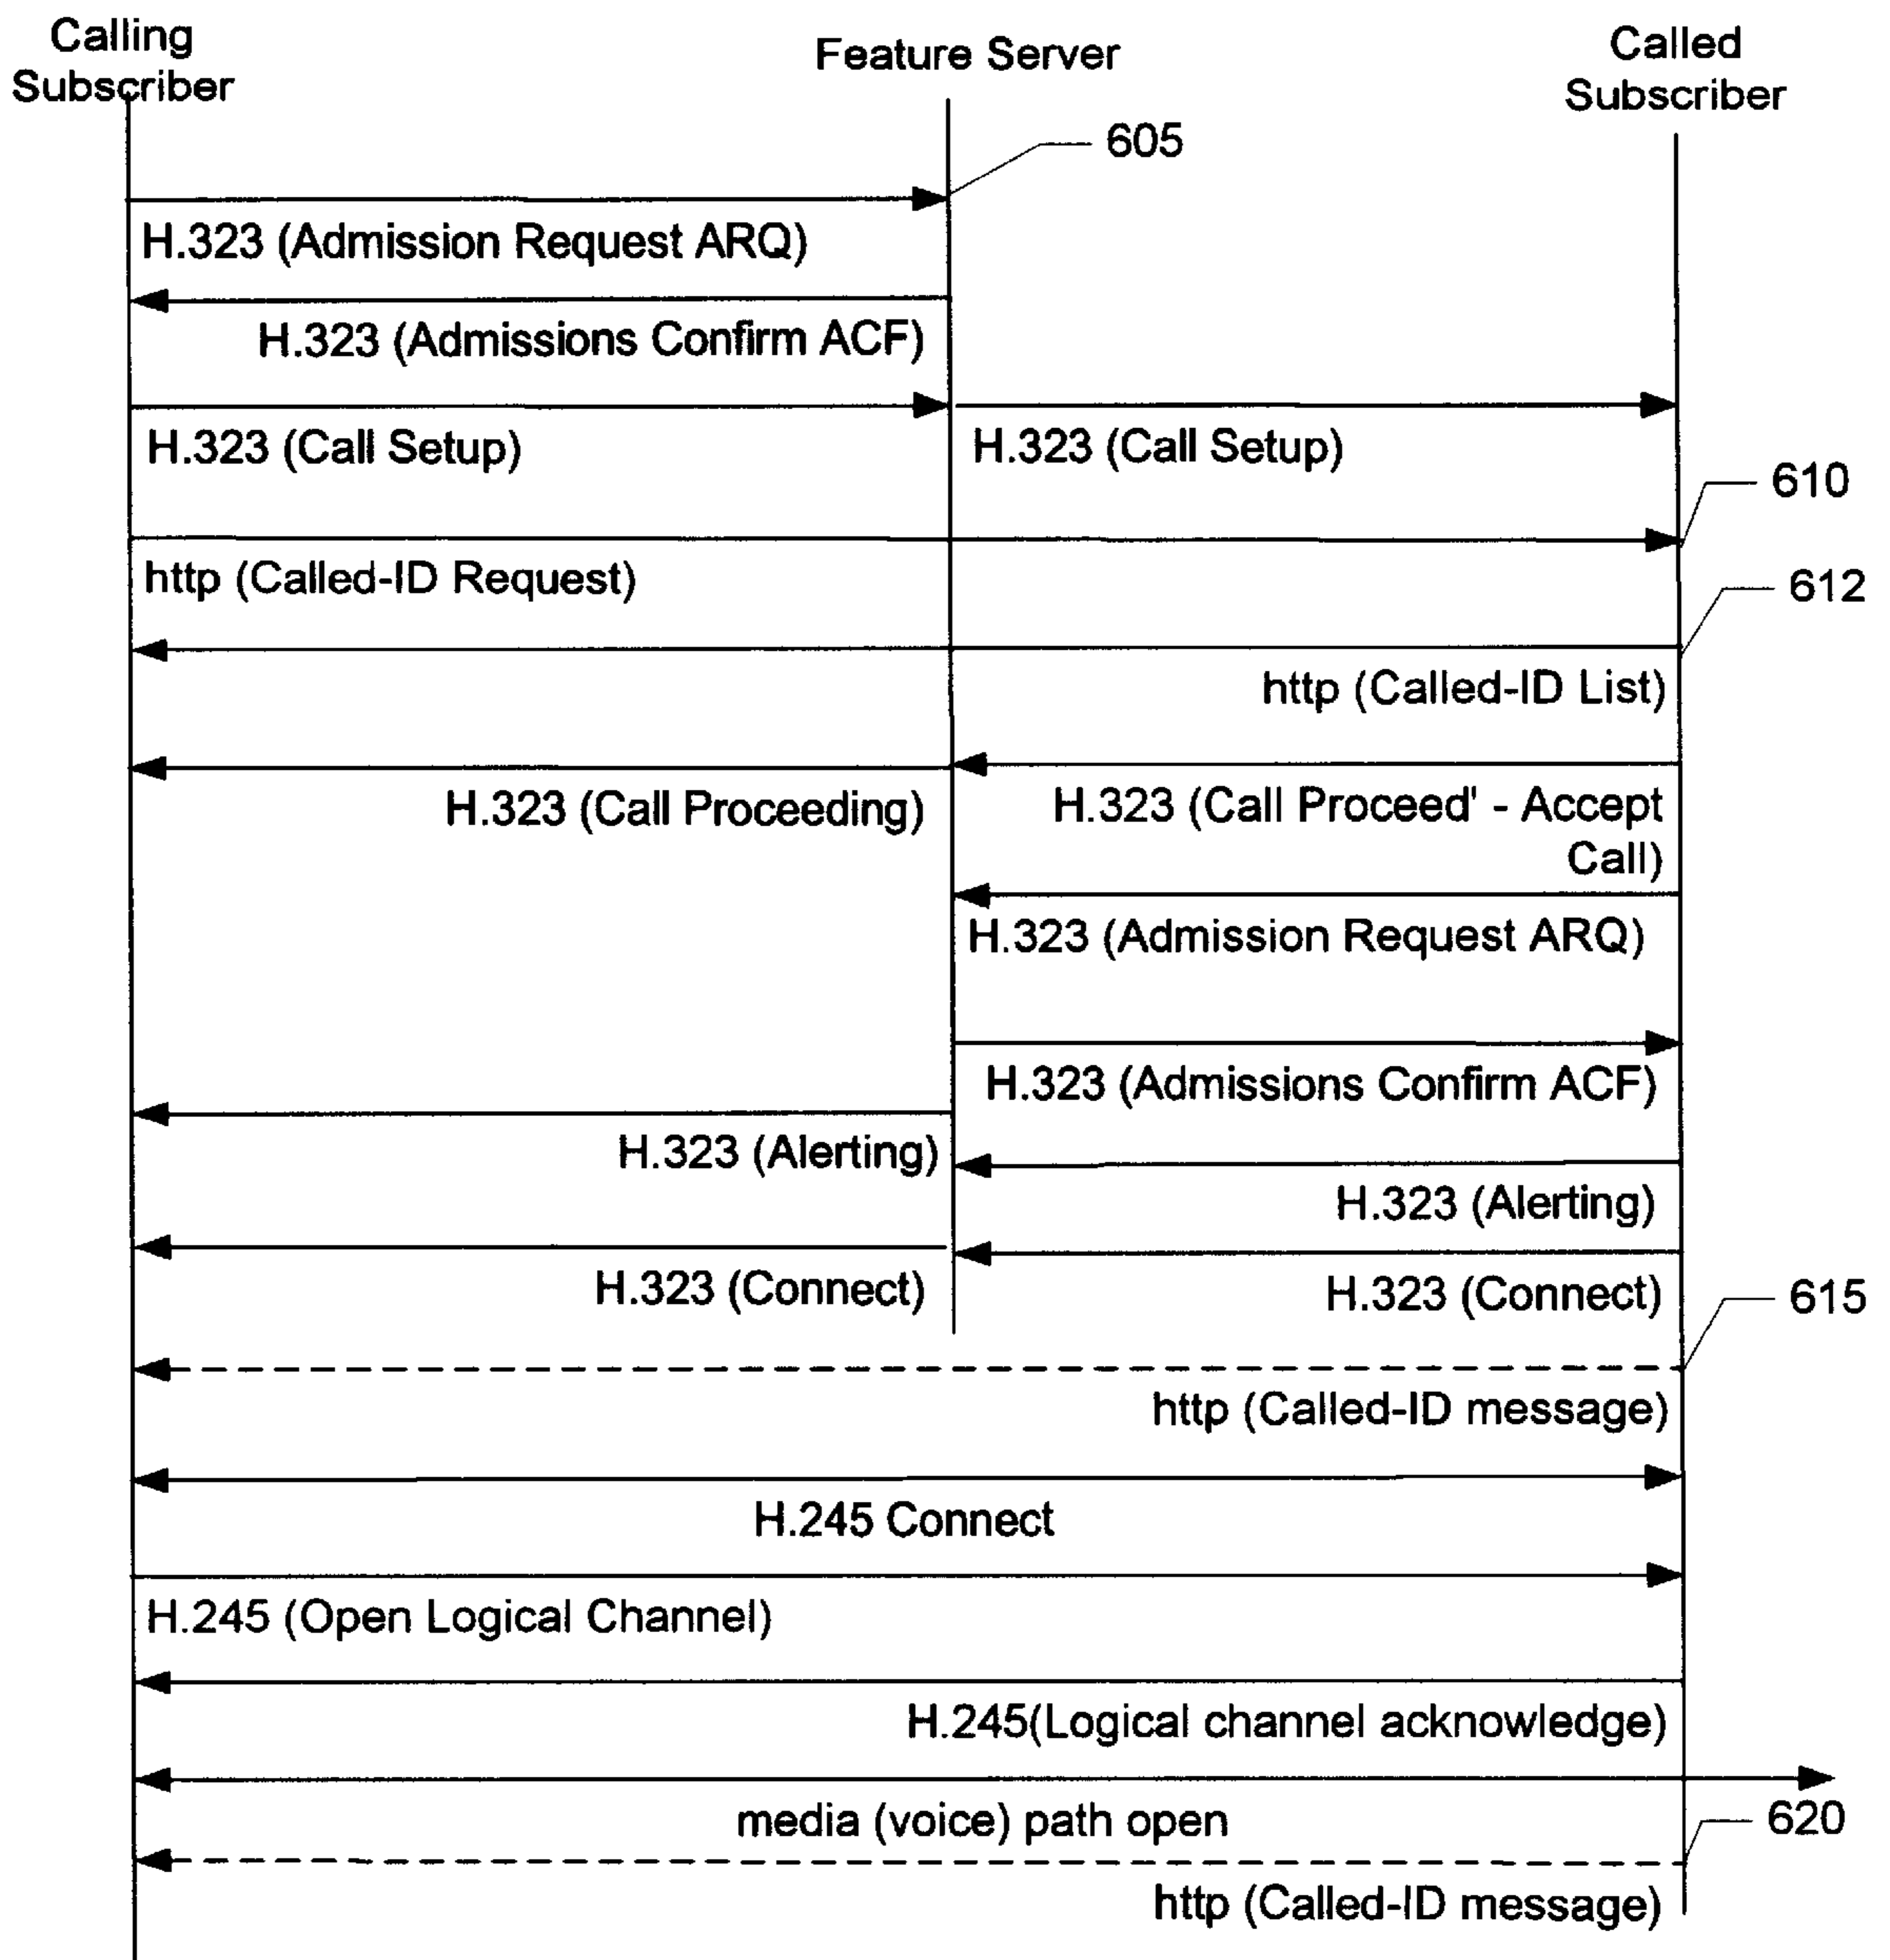 Calling
Subscriber
Feature Server
Called
Subscriber
605
H.323 (Admission Request ARQ)
H.323 (Admissions Confirm ACF)
H.323 (Call Setup)
H.323 (Call Setup)
610
http (Called-ID Request)
612
http (Called-ID List)
H.323 (Call Proceeding)
H.323 (Call Proceed' - Accept
Call)
H.323 (Admission Request ARQ)
H.323 (Admissions Confirm ACF)
H.323 (Alerting)
H.323 (Alerting)
H.323 (Connect)
H.323 (Connect)
615
http (Called-ID message)
H.245 Connect
H.245 (Open Logical Channel)
H.245(Logical channel acknowledge)
media (voice) path open
620
http (Called-ID message)